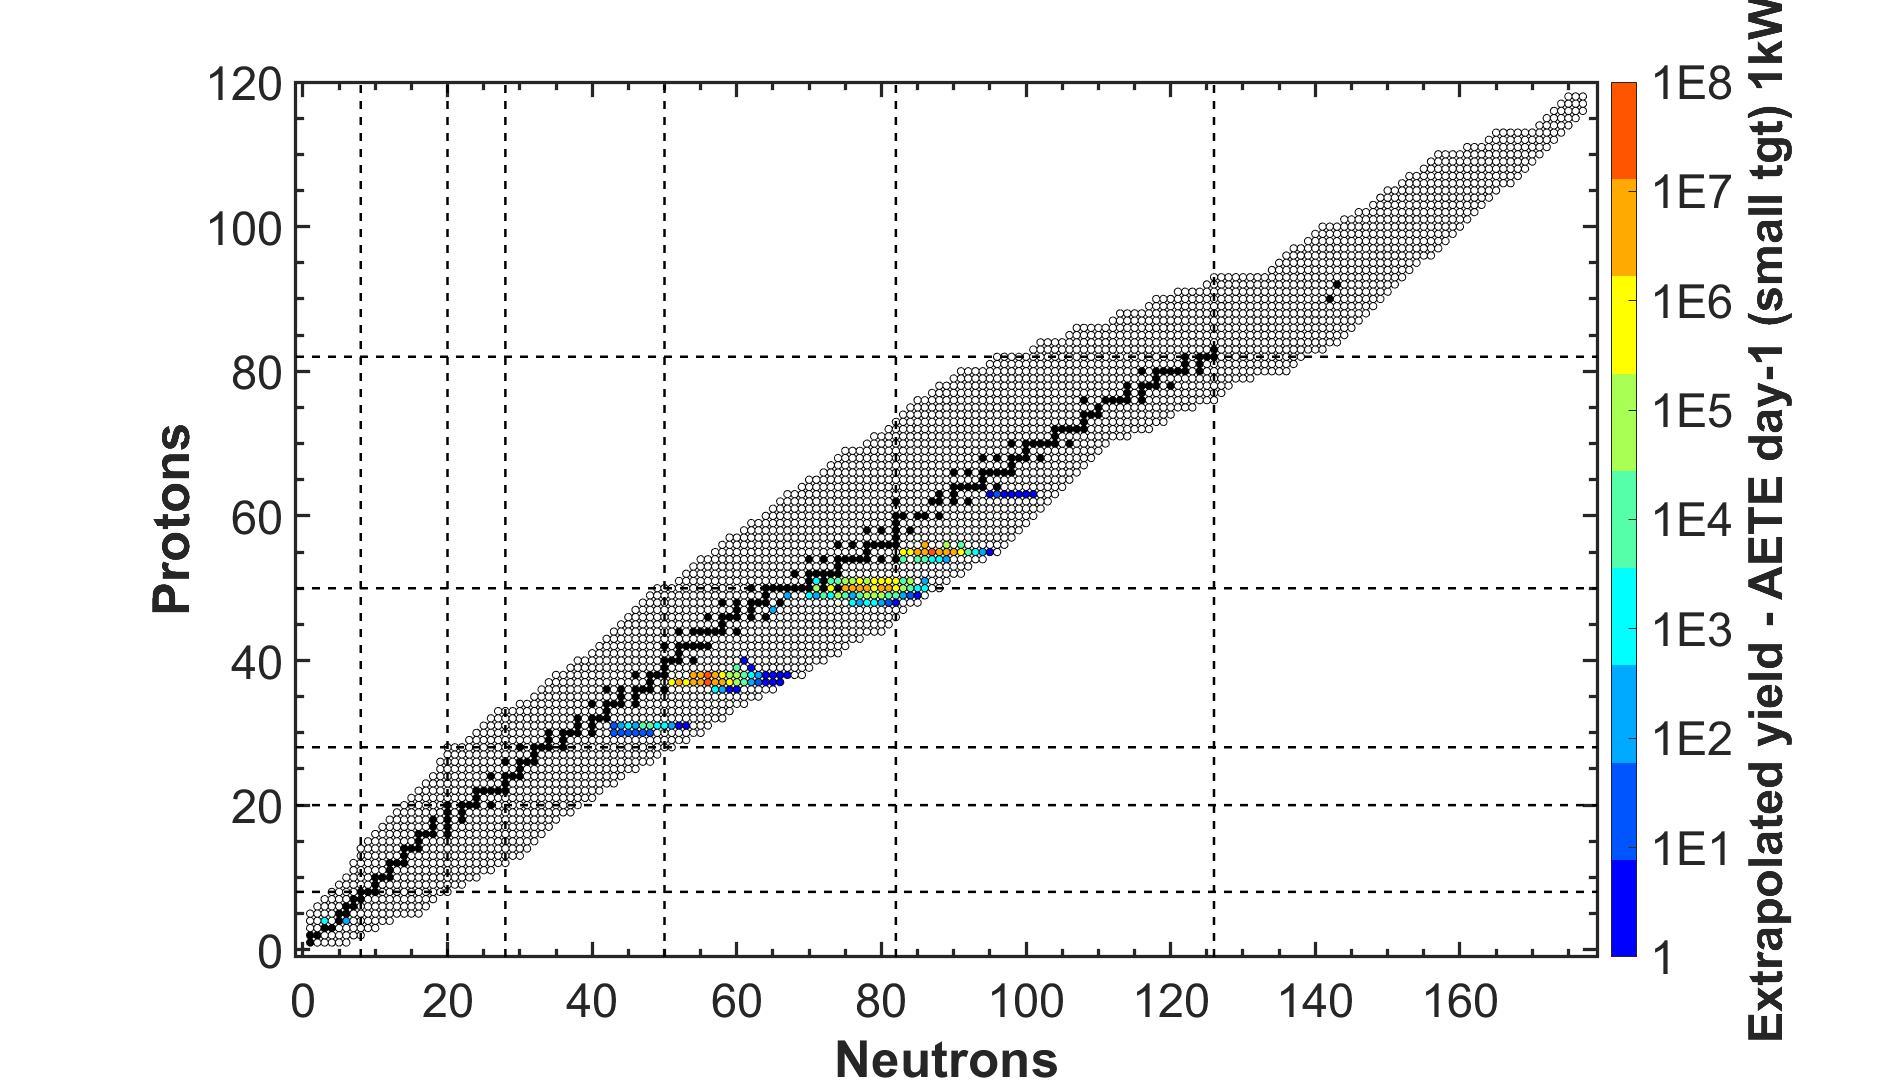 120
100
80
60
40
20
0
Protons
0 20 40 60 80 100 120 140 160
Neutrons
1E8
1E7
1E6
1E5
1E4
1E3
1E2
1E1
1
Extrapolated yield - AETE day-1 (small tgt) 1kW